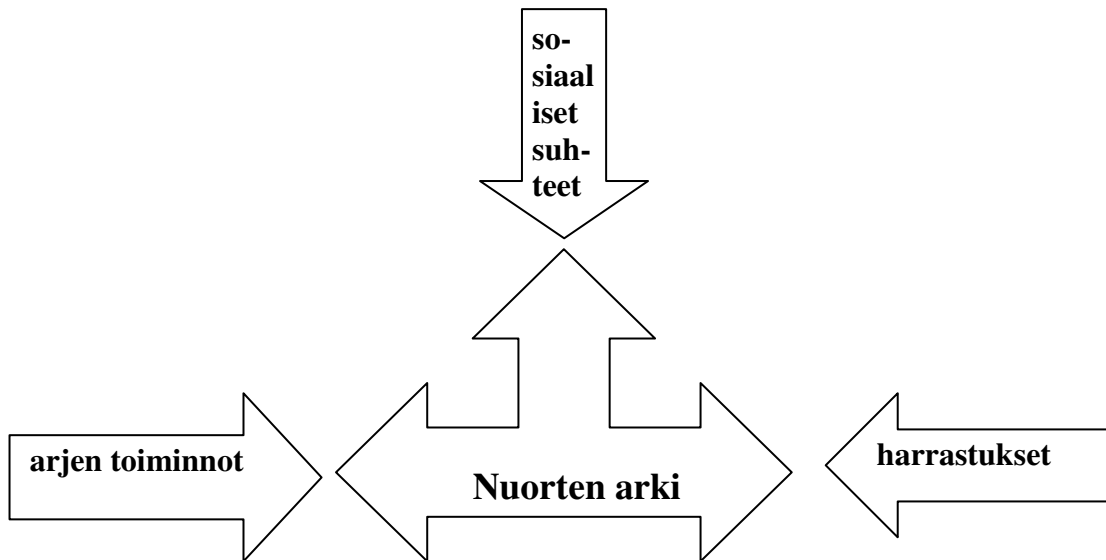 so-
siaal
iset
suh-
teet
arjen toiminnot
harrastukset
Nuorten arki